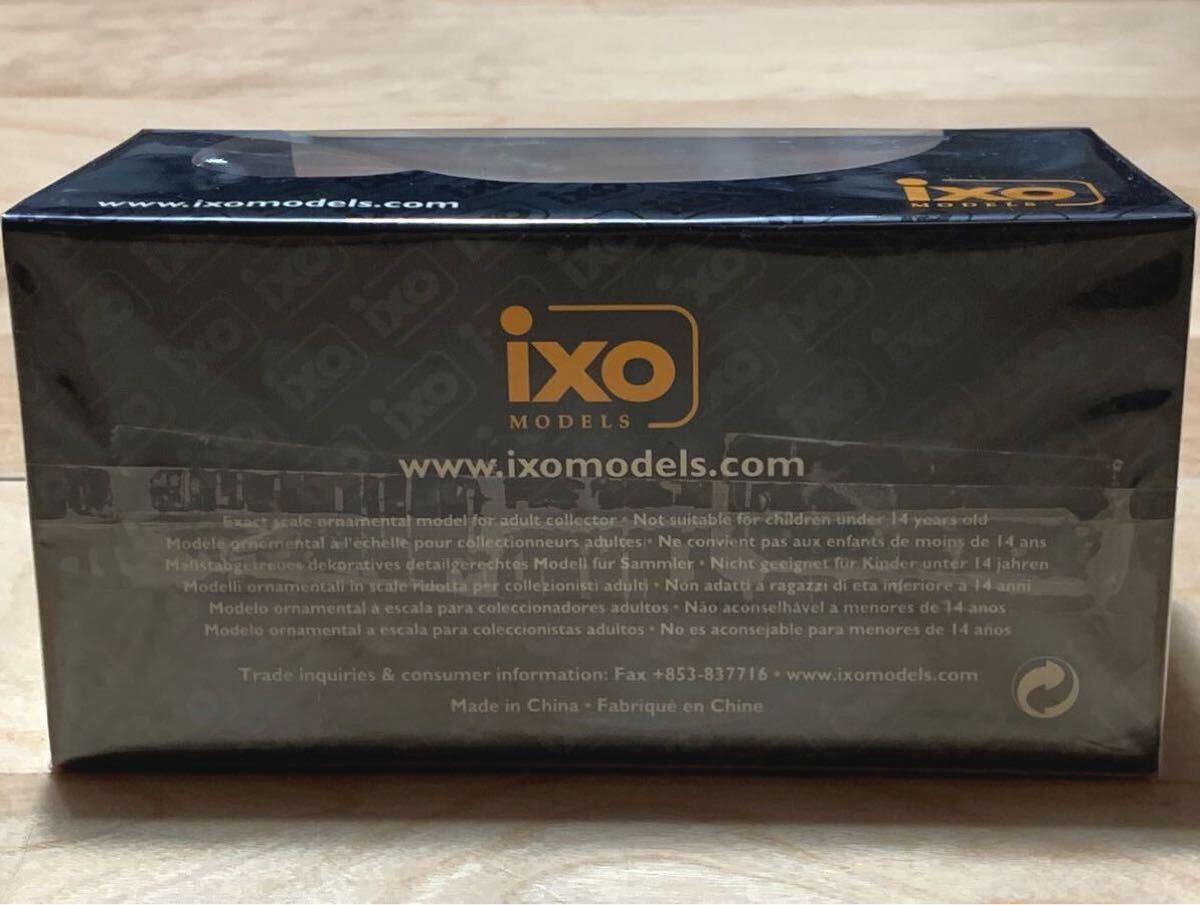 www.ixomodels.com
ixo
MODELS
ixo
MODELS
www.ixomodels.com
Exact scale ornamental model for adult collector • Not suitable for children under 14 years old
Modele ornemental à l'echelle pour collectionneurs adultes • Ne convient pas aux enfants de moins de 14 ans
Maßstabgetreues dekoratives detailgerechtes Modell für Sammler • Nicht geeignet für Kinder unter 14 jahren
Modelli ornamentali in scale ridotta per collezionisti adulti • Non adatti a ragazzi di eta inferiore a 14 anni
Modelo ornamental à escala para coleccionadores adultos • Não aconselhável a menores de 14 anos
Modelo ornamental a escala para coleccionistas adultos • No es aconsejable para menores de 14 años
Trade inquiries & consumer information: Fax +853-837716 • www.ixomodels.com
Made in China • Fabriqué en Chine